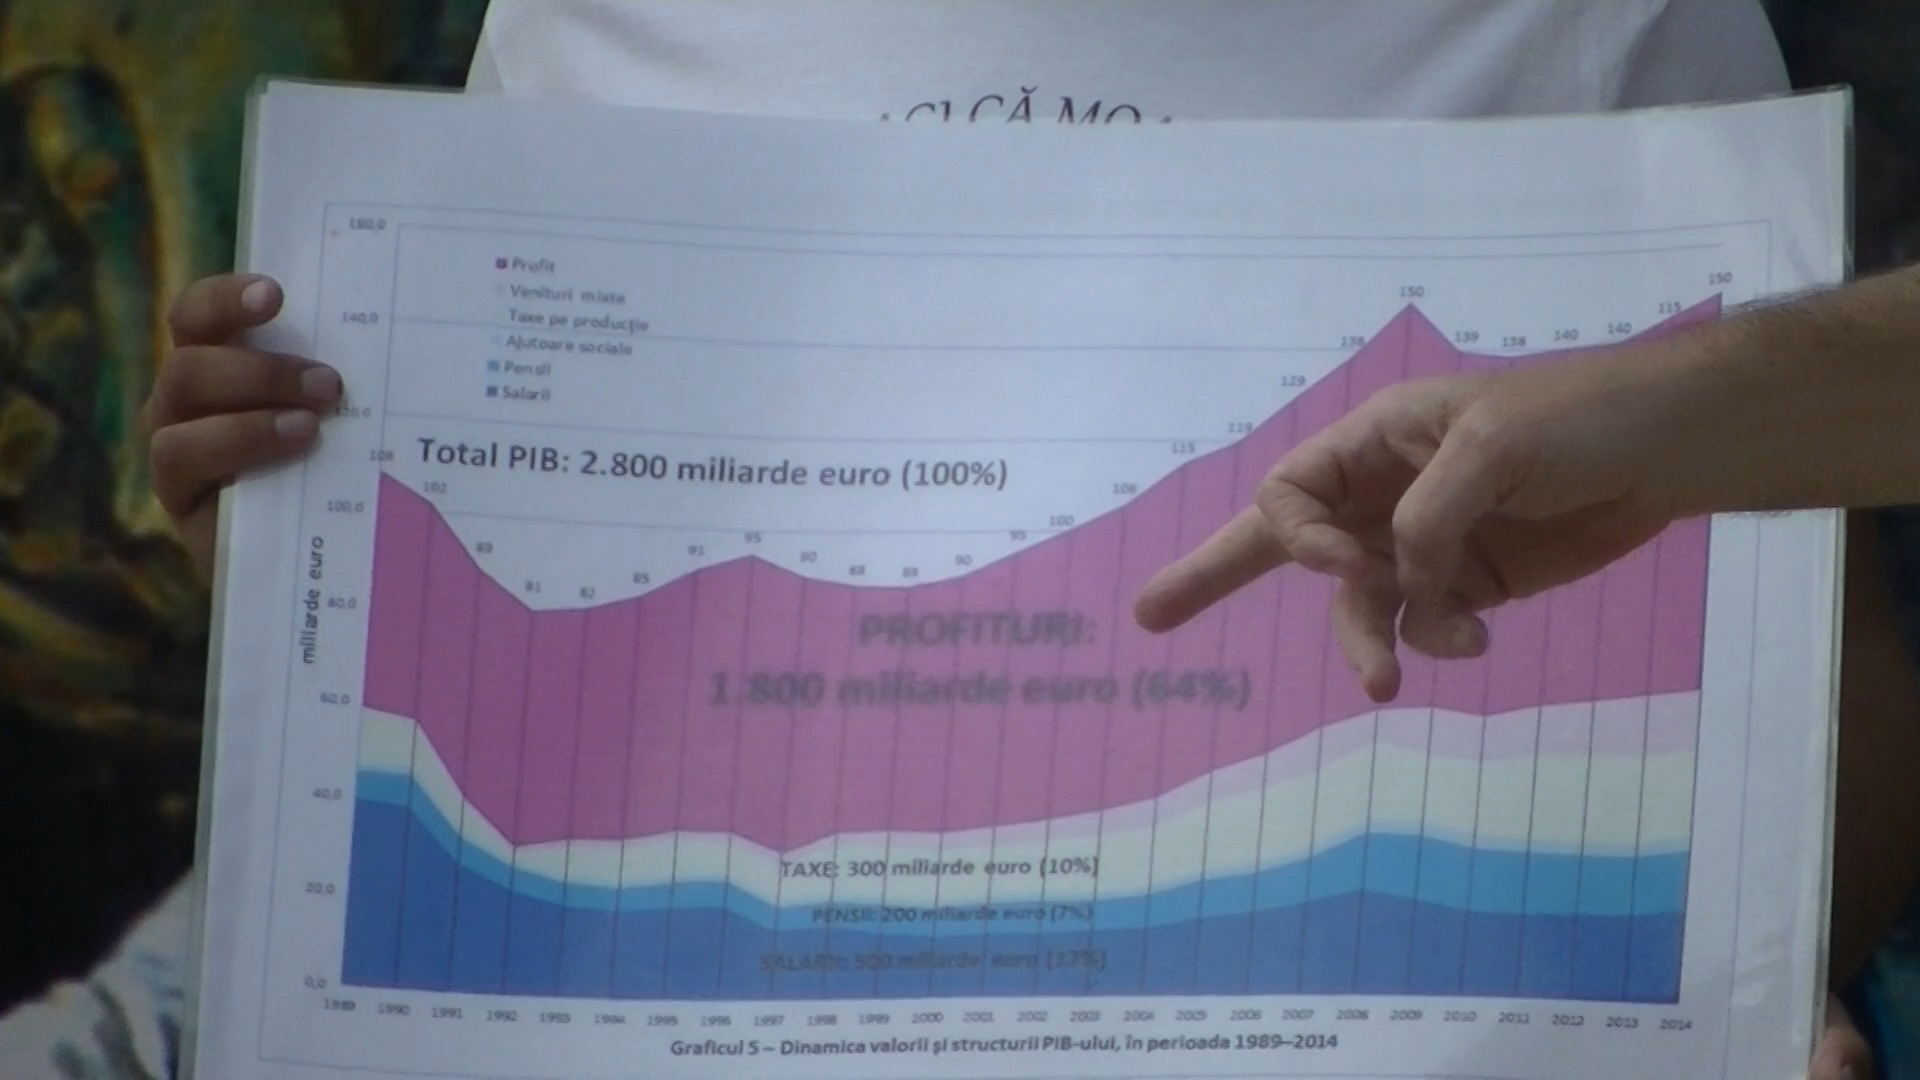 CI CĂ MO
160,0
Profit
Venituri mixte
Taxe pe producție
Ajutoare sociale
Pensii
Salarii
140,0
120,0
Total PIB: 2.800 miliarde euro (100%)
108 102 89 81 82 85 91 95 90 88 88 90 95 100 106 115 119 129 138 150 139 138 140 140 115 150
100,0
miliarde euro
80,0
PROFITURI:
1.800 miliarde euro (64%)
60,0
40,0
TAXE: 300 miliarde euro (10%)
20,0
PENSII: 200 miliarde euro (7%)
SALARII: 500 miliarde euro (17%)
0,0
1989 1990 1991 1992 1993 1994 1995 1996 1997 1998 1999 2000 2001 2002 2003 2004 2005 2006 2007 2008 2009 2010 2011 2012 2013 2014
Graficul 5 – Dinamica valorii și structurii PIB-ului, în perioada 1989–2014